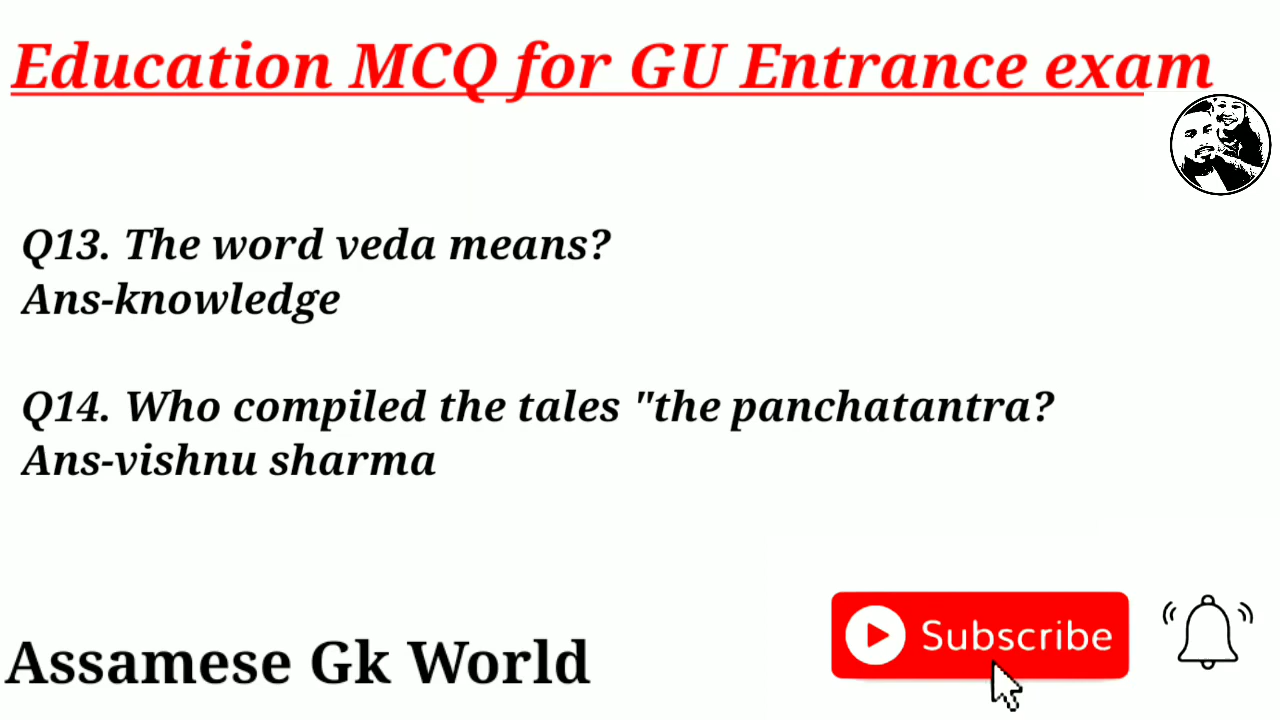 Education MCQ for GU Entrance exam
Q13. The word veda means?
Ans-knowledge
Q14. Who compiled the tales "the panchatantra?
Ans-vishnu sharma
Subscribe
Assamese Gk World